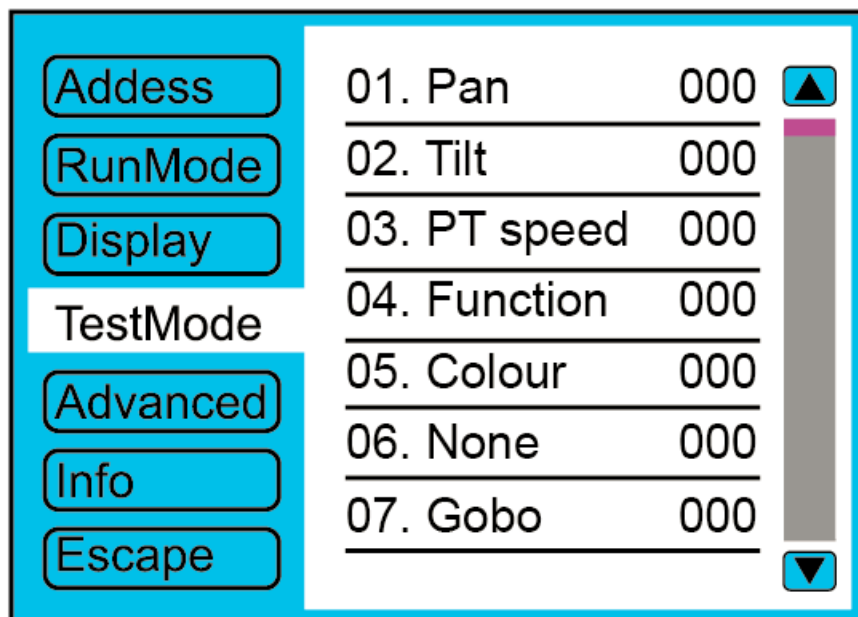 Addess
RunMode
Display
TestMode
Advanced
Info
Escape
01. Pan 000
02. Tilt 000
03. PT speed 000
04. Function 000
05. Colour 000
06. None 000
07. Gobo 000